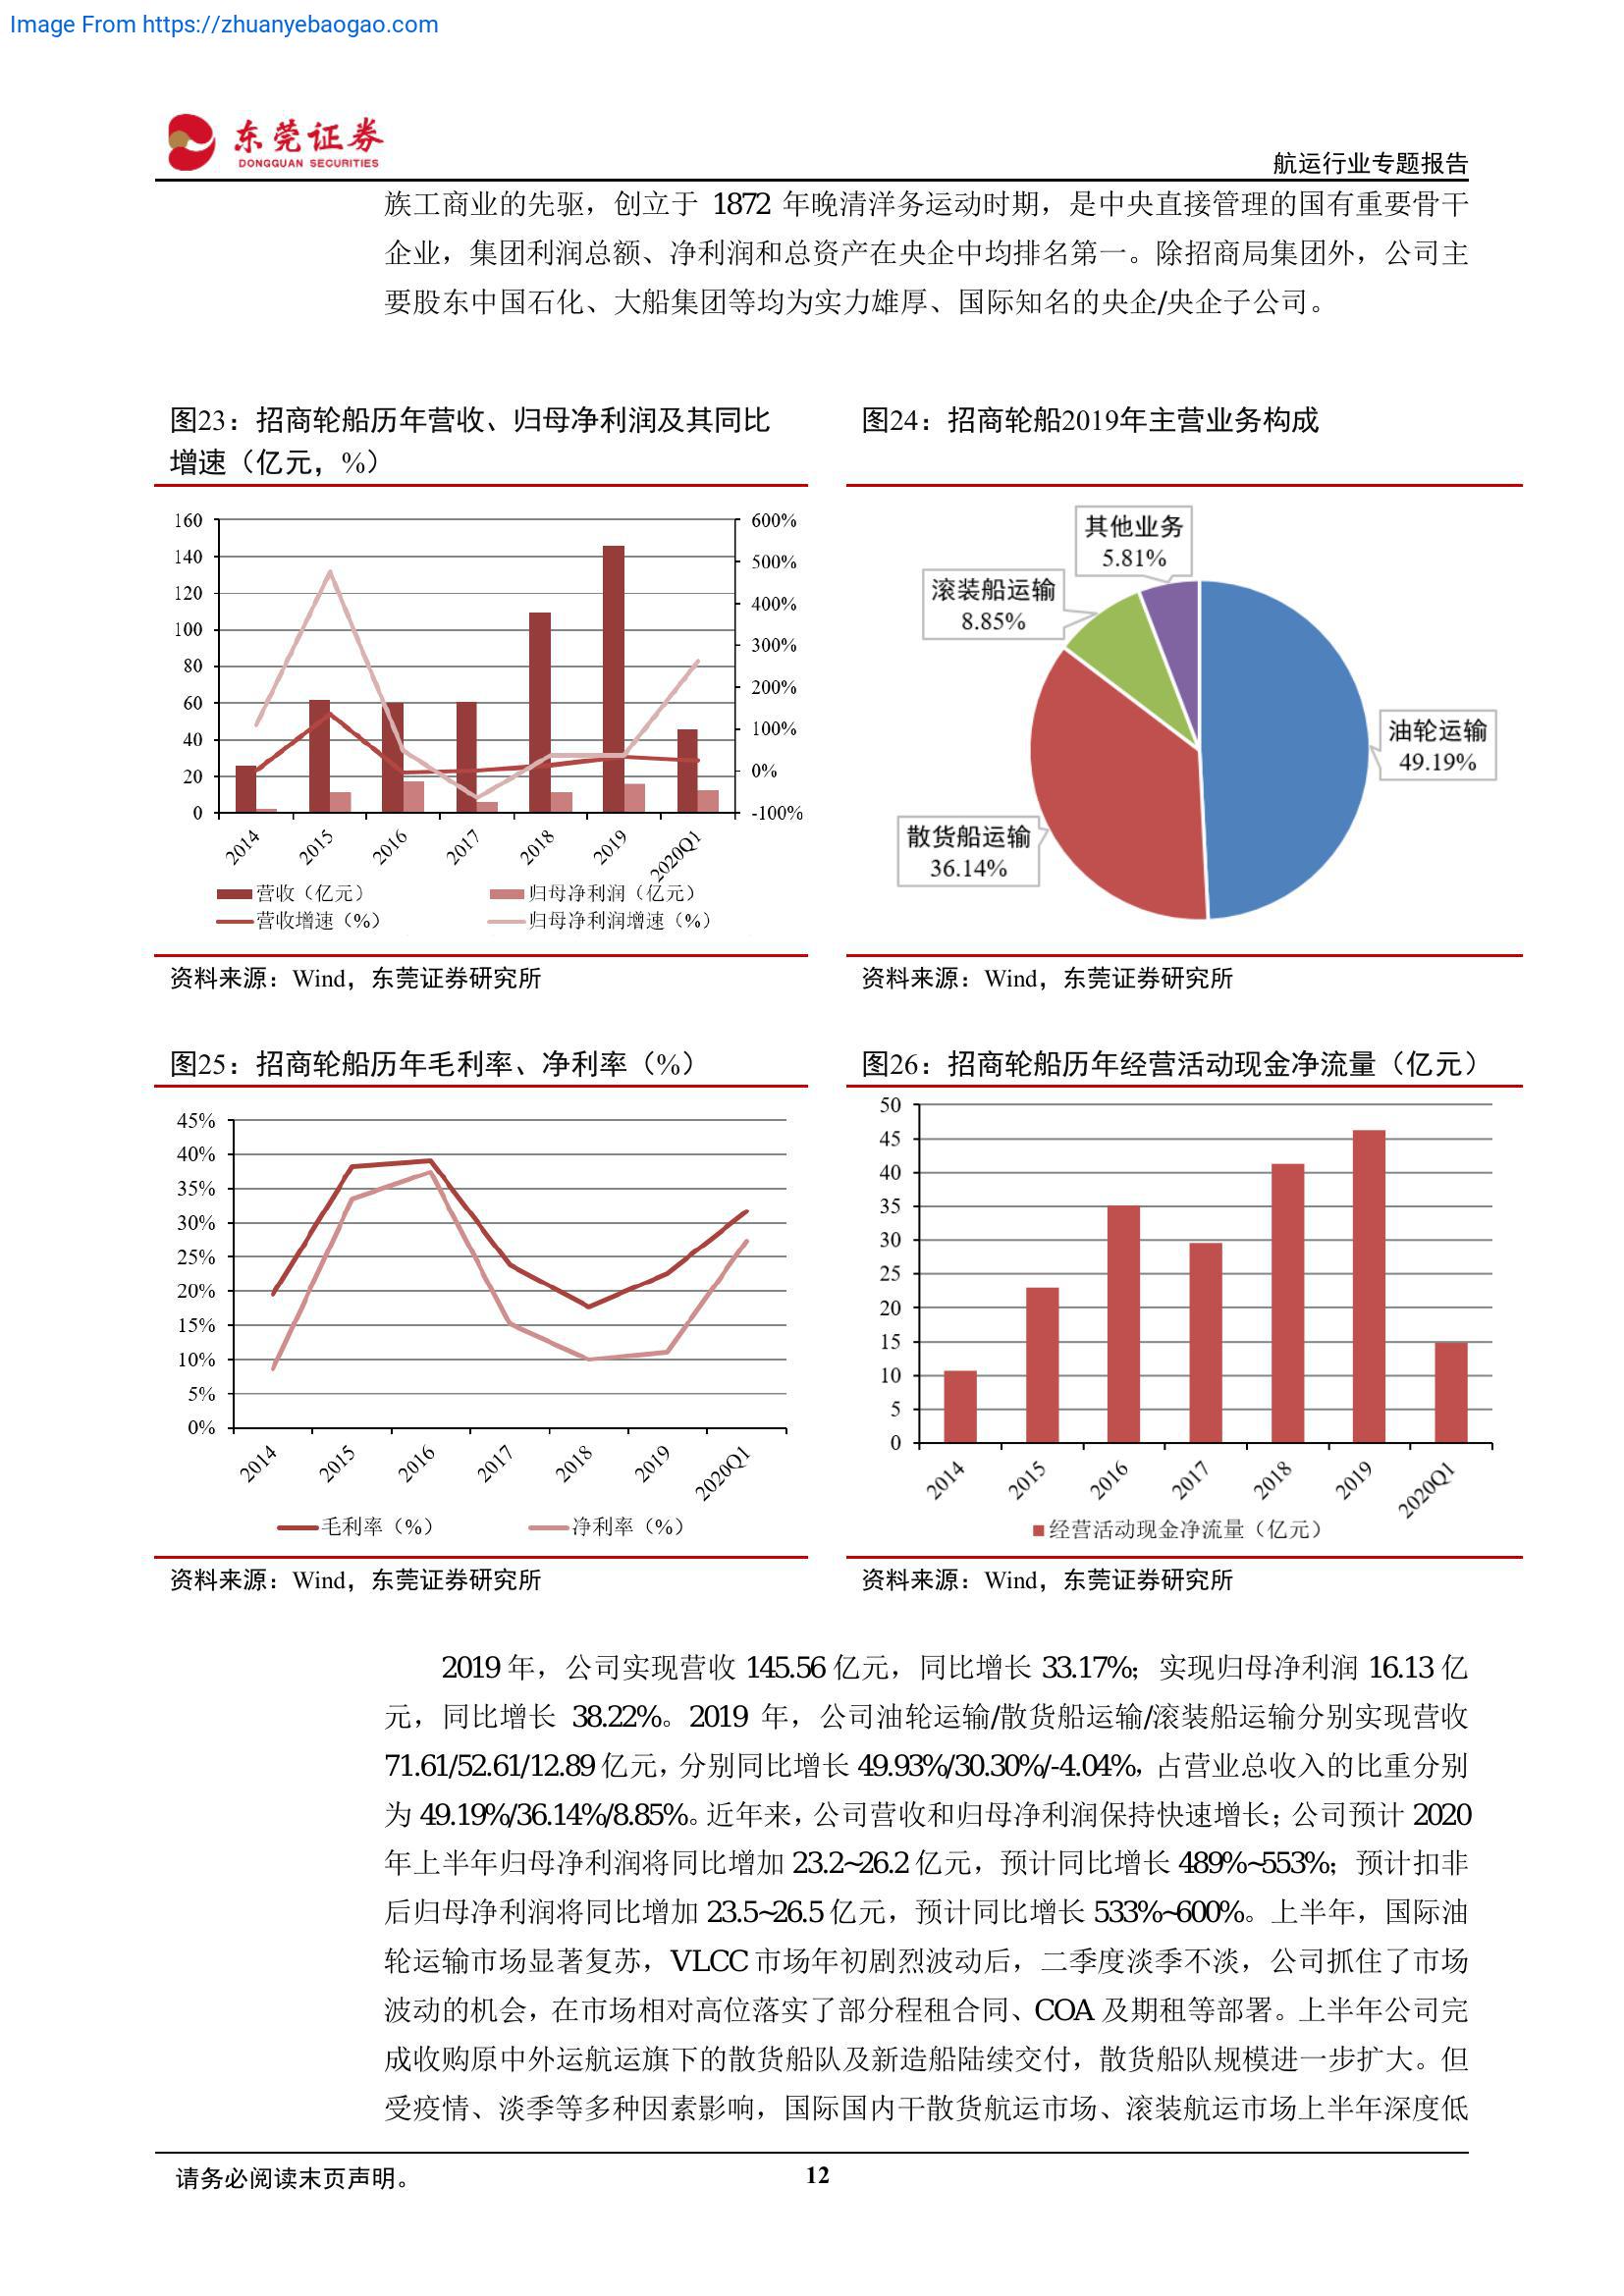 Image From https://zhuanyebaogao.com
东莞证券
DONGGUAN SECURITIES
航运行业专题报告
族工商业的先驱，创立于 1872 年晚清洋务运动时期，是中央直接管理的国有重要骨干
企业，集团利润总额、净利润和总资产在央企中均排名第一。除招商局集团外，公司主
要股东中国石化、大船集团等均为实力雄厚、国际知名的央企/央企子公司。
图23：招商轮船历年营收、归母净利润及其同比
增速（亿元，%）
160
140
120
100
80
60
40
20
0
600%
500%
400%
300%
200%
100%
0%
-100%
2014
2015
2016
2017
2018
2019
2020Q1
营收（亿元）
归母净利润（亿元）
营收增速（%）
归母净利润增速（%）
资料来源：Wind，东莞证券研究所
图24：招商轮船2019年主营业务构成
其他业务
5.81%
滚装船运输
8.85%
油轮运输
49.19%
散货船运输
36.14%
资料来源：Wind，东莞证券研究所
图25：招商轮船历年毛利率、净利率（%）
45%
40%
35%
30%
25%
20%
15%
10%
5%
0%
2014
2015
2016
2017
2018
2019
2020Q1
毛利率（%）
净利率（%）
资料来源：Wind，东莞证券研究所
图26：招商轮船历年经营活动现金净流量（亿元）
50
45
40
35
30
25
20
15
10
5
0
2014
2015
2016
2017
2018
2019
2020Q1
经营活动现金净流量（亿元）
资料来源：Wind，东莞证券研究所
2019 年，公司实现营收 145.56 亿元，同比增长 33.17%；实现归母净利润 16.13 亿
元，同比增长 38.22%。2019 年，公司油轮运输/散货船运输/滚装船运输分别实现营收
71.61/52.61/12.89 亿元，分别同比增长 49.93%/30.30%/-4.04%，占营业总收入的比重分别
为 49.19%/36.14%/8.85%。近年来，公司营收和归母净利润保持快速增长；公司预计 2020
年上半年归母净利润将同比增加 23.2~26.2 亿元，预计同比增长 489%~553%；预计扣非
后归母净利润将同比增加 23.5~26.5 亿元，预计同比增长 533%~600%。上半年，国际油
轮运输市场显著复苏，VLCC 市场年初剧烈波动后，二季度淡季不淡，公司抓住了市场
波动的机会，在市场相对高位落实了部分程租合同、COA 及期租等部署。上半年公司完
成收购原中外运航运旗下的散货船队及新造船陆续交付，散货船队规模进一步扩大。但
受疫情、淡季等多种因素影响，国际国内干散货航运市场、滚装航运市场上半年深度低
请务必阅读末页声明。
12